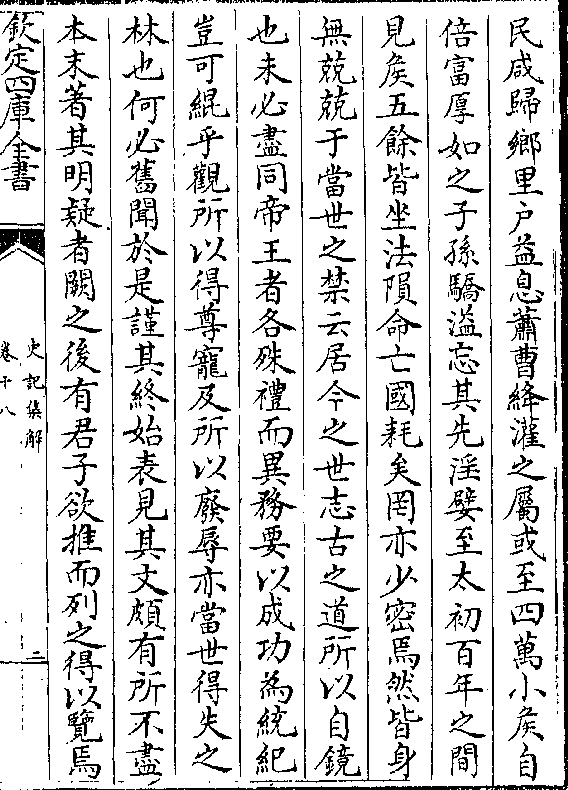 民咸歸鄉里户益息蕭曹絳灌之屬或至四萬小矦自
倍富厚如之子孫驕溢忘其先淫嬖至太初百年之間
見矦五餘皆坐法隕命亡國耗矣罔亦少密焉然皆身
無兢兢于當世之禁云居今之世志古之道所以自鏡
也未必盡同帝王者各殊禮而異務要以成功為統紀
豈可緄乎觀所以得尊寵及所以廢辱亦當世得失之
林也何必舊聞於是謹其終始表見其文頗有所不盡
本末著其明疑者闕之後有君子欲推而列之得以覽焉
欽定四庫全書
史記集解
卷十八
二